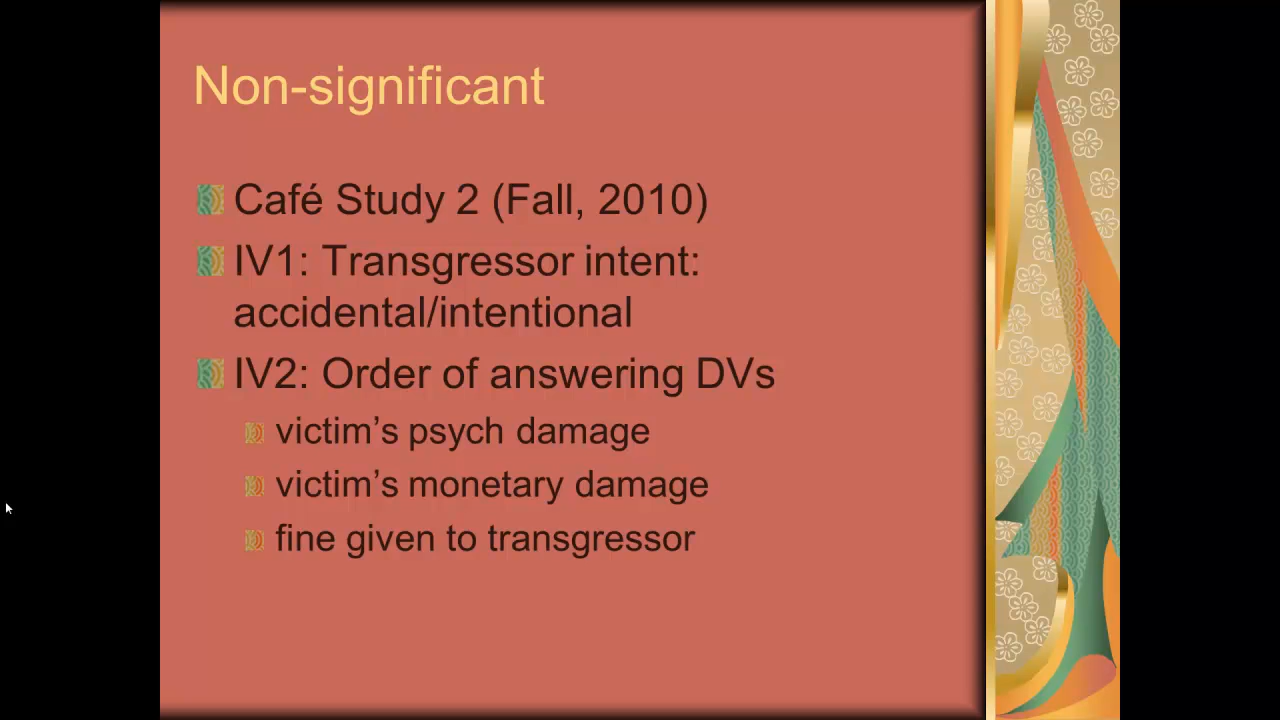 Non-significant
Café Study 2 (Fall, 2010)
IV1: Transgressor intent:
accidental/intentional
IV2: Order of answering DVs
victim’s psych damage
victim’s monetary damage
fine given to transgressor